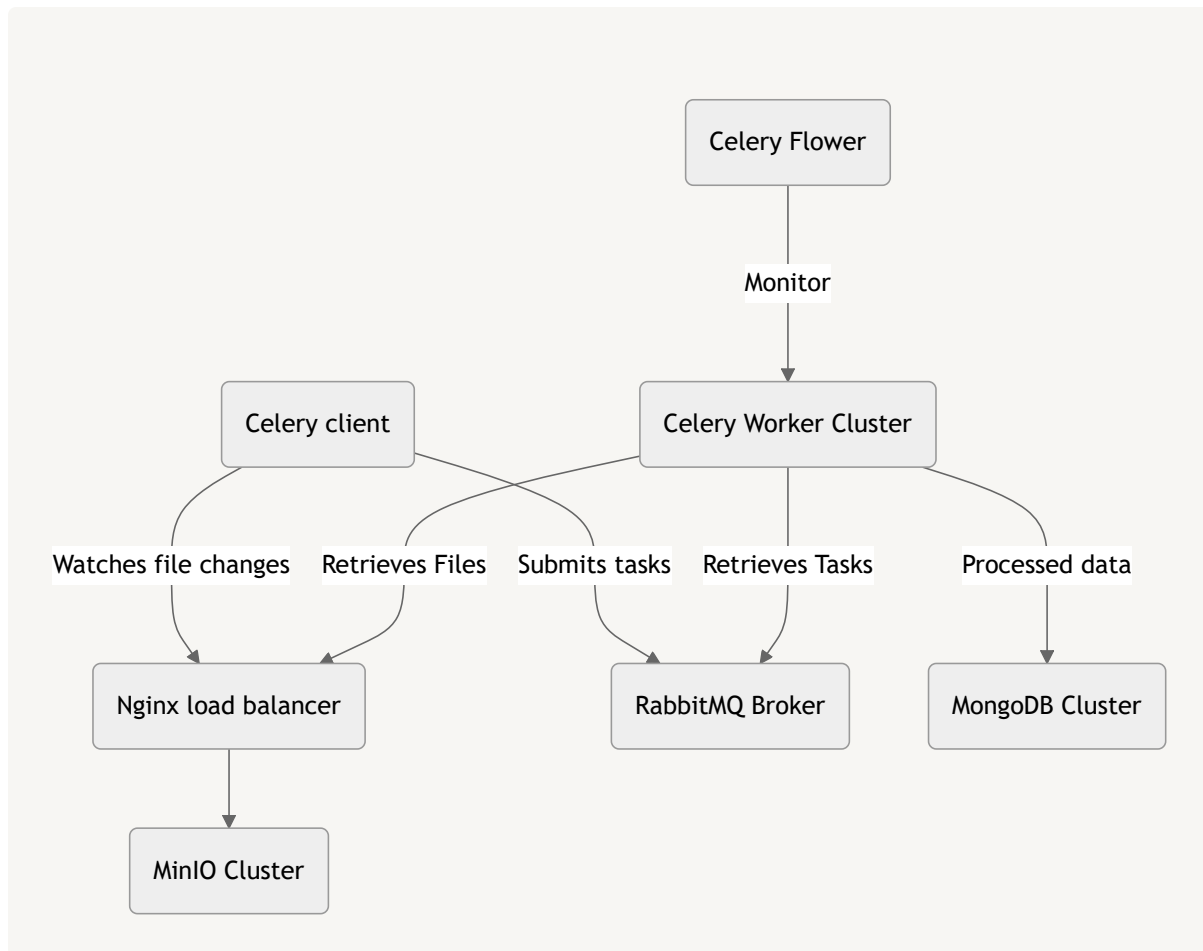 Celery Flower
Monitor
Celery client
Celery Worker Cluster
Watches file changes
Retrieves Files
Submits tasks
Retrieves Tasks
Processed data
Nginx load balancer
RabbitMQ Broker
MongoDB Cluster
MinIO Cluster